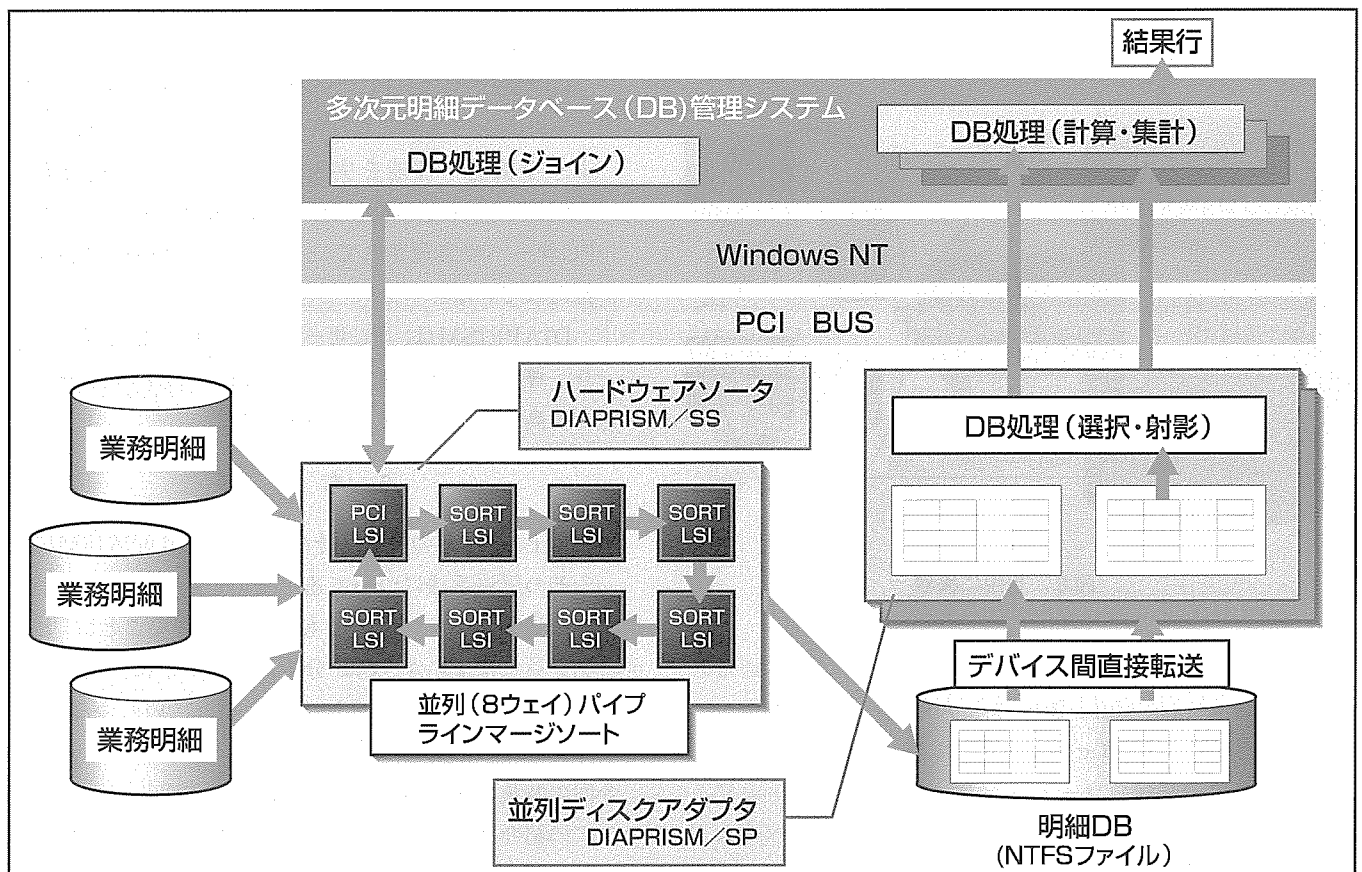 結果行
多次元明細データベース(DB)管理システム
DB処理(ジョイン)
DB処理(計算・集計)
Windows NT
PCI BUS
ハードウェアソータ
DIAPRISM/SS
業務明細
業務明細
業務明細
PCI
LSI
SORT
LSI
SORT
LSI
SORT
LSI
SORT
LSI
SORT
LSI
SORT
LSI
SORT
LSI
並列(8ウェイ)パイプ
ラインマージソート
DB処理(選択・射影)
デバイス間直接転送
並列ディスクアダプタ
DIAPRISM/SP
明細DB
(NTFSファイル)